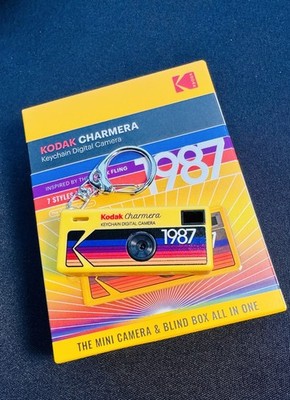 KODAK
KODAK CHARMERA
Keychain Digital Camera
INSPIRED BY THE
FLING
1987
7 STYLES
Kodak Charmera
KEYCHAIN DIGITAL CAMERA
1987
THE MINI CAMERA & BLIND BOX ALL IN ONE